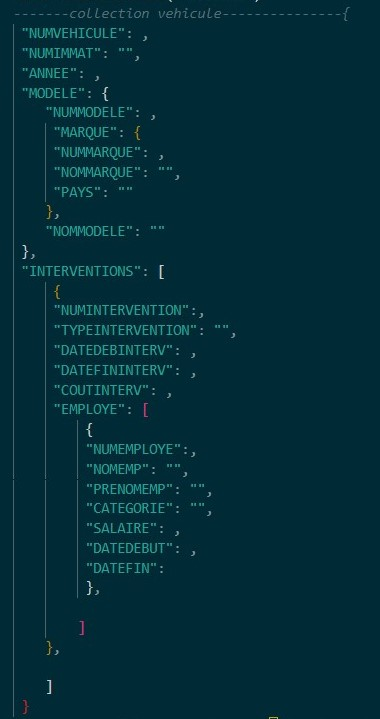 -------collection vehicule---------------{
"NUMVEHICULE": ,
"NUMIMMAT": "",
"ANNEE": ,
"MODELE": {
"NUMMODELE": ,
"MARQUE": {
"NUMMARQUE": ,
"NOMMARQUE": "",
"PAYS": ""
},
"NOMMODELE": ""
},
"INTERVENTIONS": [
{
"NUMINTERVENTION":,
"TYPEINTERVENTION": "",
"DATEDEBINTERV": ,
"DATEFININTERV": ,
"COUTINTERV": ,
"EMPLOYE": [
{
"NUMEMPLOYE":,
"NOMEMP": "",
"PRENOMEMP": "",
"CATEGORIE": "",
"SALAIRE": ,
"DATEDEBUT": ,
"DATEFIN":
},
]
},
]
}